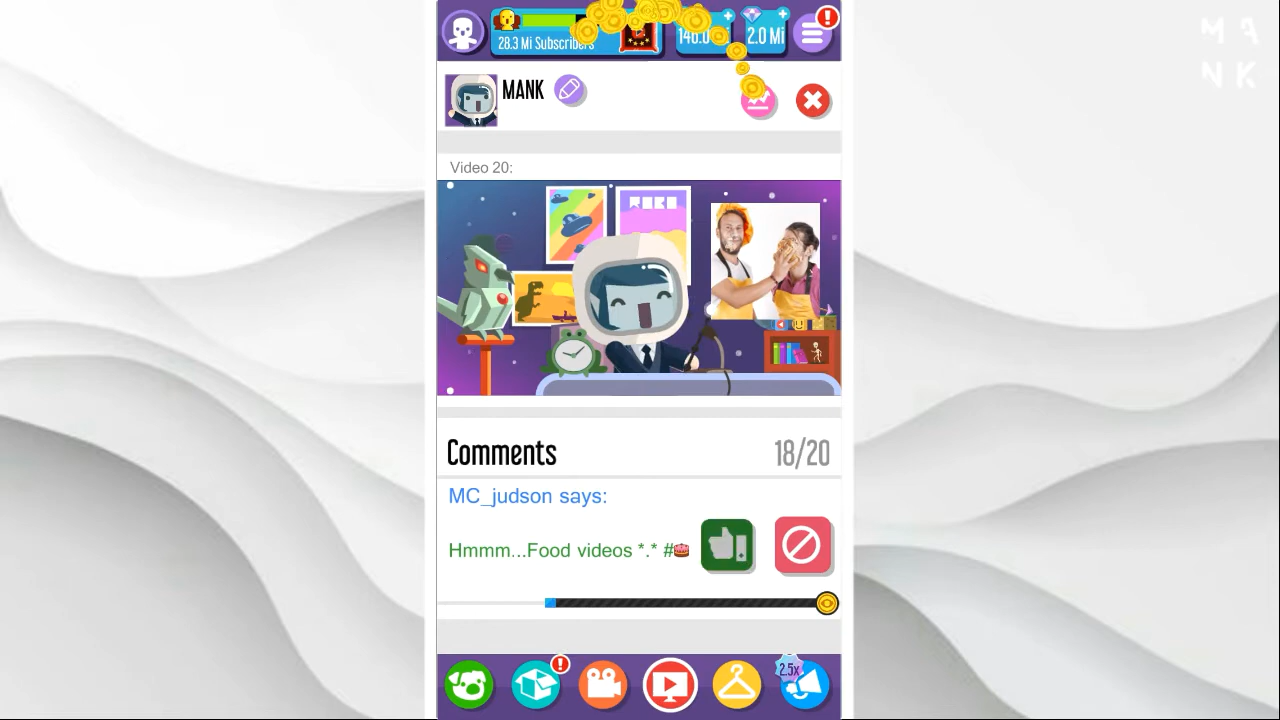 28.3 Mi Subscribers
2.0 Mi
!
M A
N K
MANK
Video 20:
Comments
18/20
MC_judson says:
Hmmm...Food videos *.* #🎂
!
2.5x